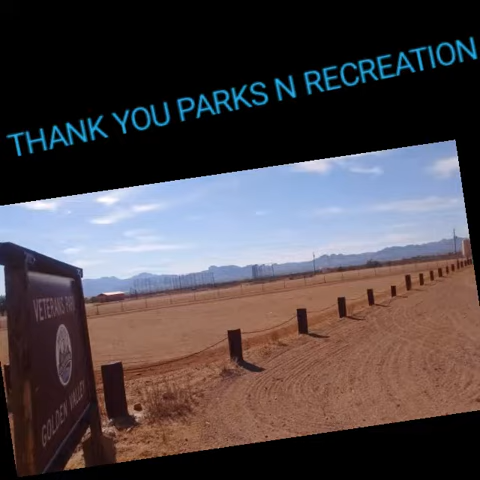 THANK YOU PARKS N RECREATION
VETERANS PARK
GOLDEN VALLEY